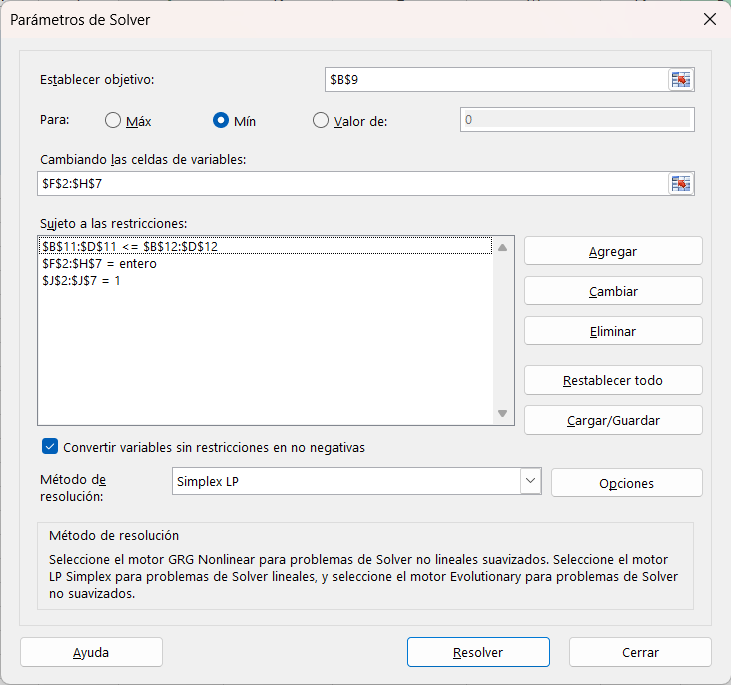 Parámetros de Solver
Establecer objetivo:
$B$9
Para:
Máx
Mín
Valor de:
0
Cambiando las celdas de variables:
$F$2:$H$7
Sujeto a las restricciones:
$B$11:$D$11 <= $B$12:$D$12
$F$2:$H$7 = entero
$J$2:$J$7 = 1
Agregar
Cambiar
Eliminar
Restablecer todo
Cargar/Guardar
Convertir variables sin restricciones en no negativas
Método de
resolución:
Simplex LP
Opciones
Método de resolución
Seleccione el motor GRG Nonlinear para problemas de Solver no lineales suavizados. Seleccione el motor
LP Simplex para problemas de Solver lineales, y seleccione el motor Evolutionary para problemas de Solver
no suavizados.
Ayuda
Resolver
Cerrar